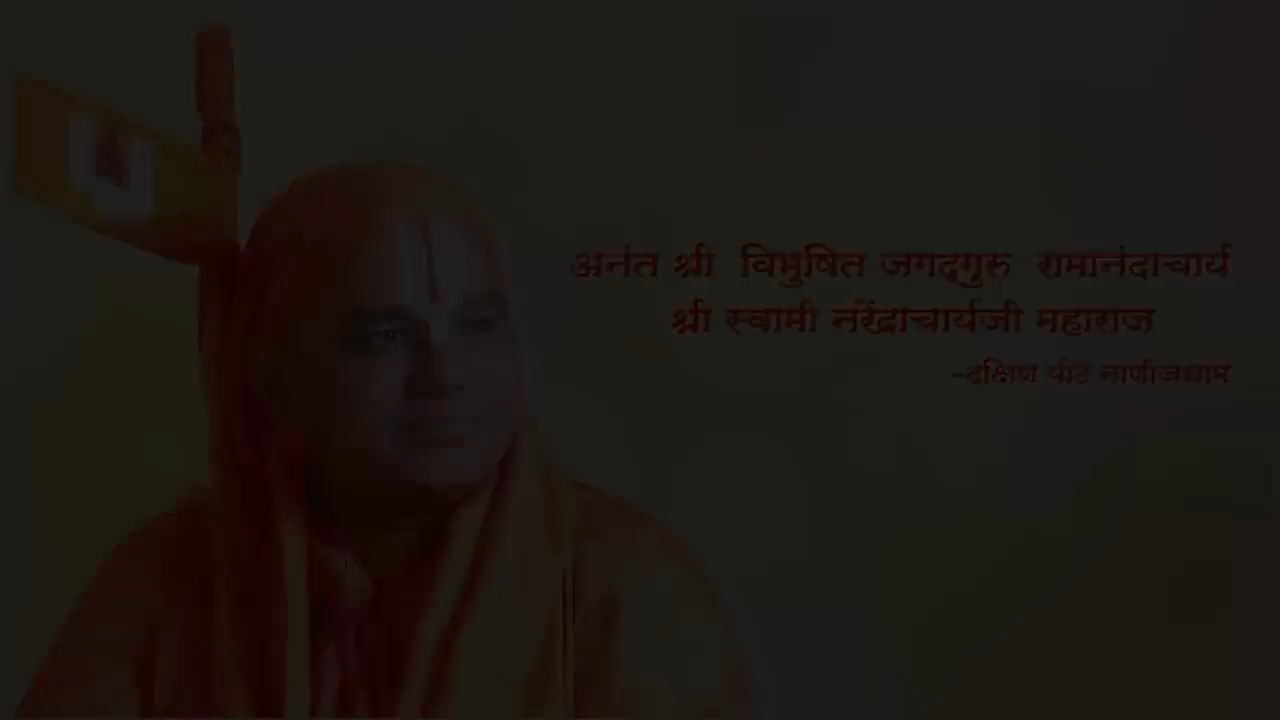 अनंत श्री विभुषित जगद्गुरु रामानंदाचार्य
श्री स्वामी नरेंद्राचार्यजी महाराज
-दक्षिण पीठ नाणीजधाम